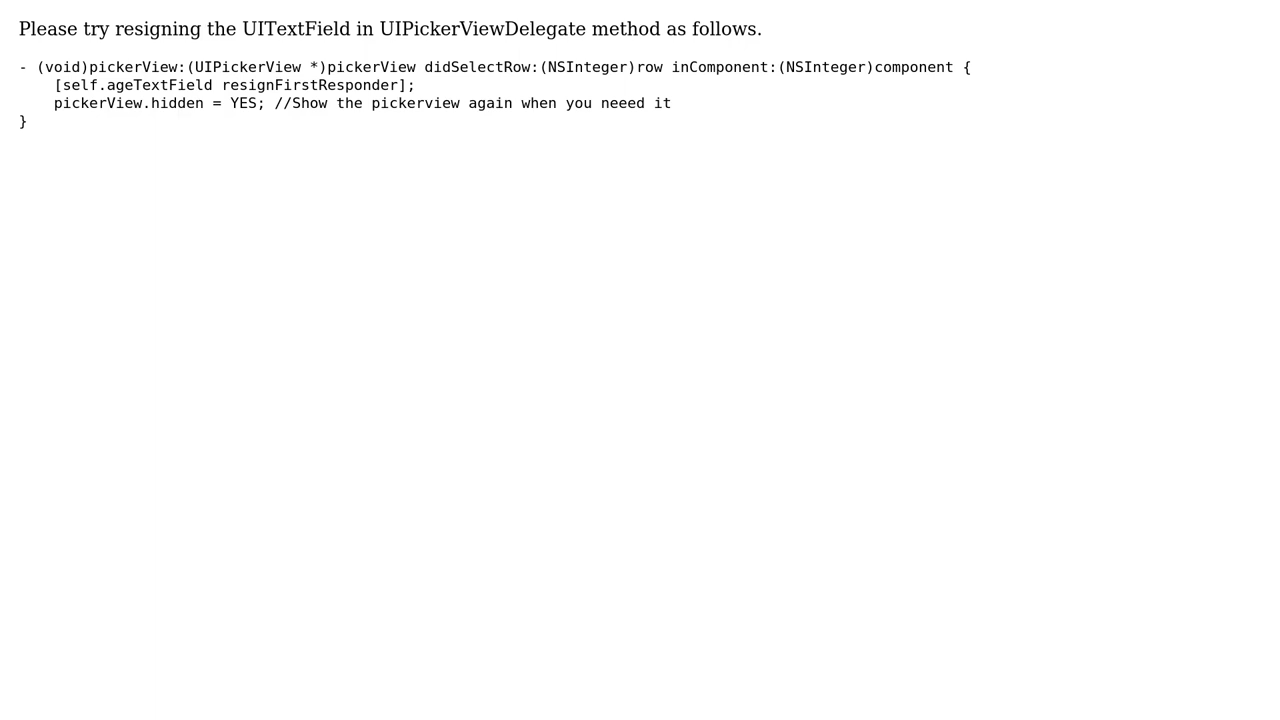 Please try resigning the UITextField in UIPickerViewDelegate method as follows.
- (void)pickerView:(UIPickerView *)pickerView didSelectRow:(NSInteger)row inComponent:(NSInteger)component {
    [self.ageTextField resignFirstResponder];
    pickerView.hidden = YES; //Show the pickerview again when you neeed it
}